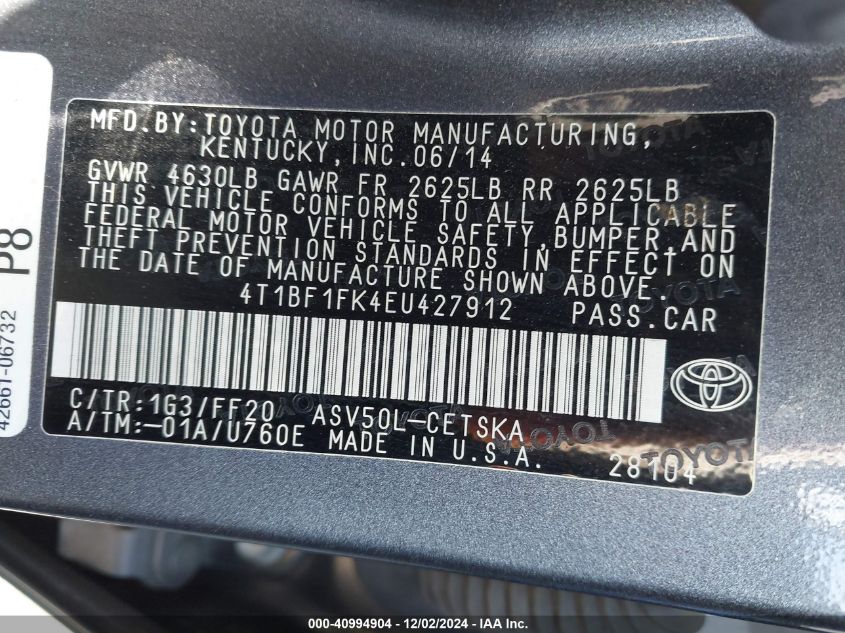 MFD.BY:TOYOTA MOTOR MANUFACTURING,
KENTUCKY,INC.06/14
GVWR 4630LB GAWR FR 2625LB RR 2625LB
THIS VEHICLE CONFORMS TO ALL APPLICABLE
FEDERAL MOTOR VEHICLE SAFETY,BUMPER,AND
THEFT PREVENTION STANDARDS IN EFFECT ON
THE DATE OF MANUFACTURE SHOWN ABOVE.
4T1BF1FK4EU427912 PASS.CAR
C/TR:1G3/FF20 ASV50L-CETSKA
A/TM:-01A/U760E MADE IN U.S.A. 28104
TOYOTA
42661-06732
P8
000-40994904 - 12/02/2024 - IAA Inc.